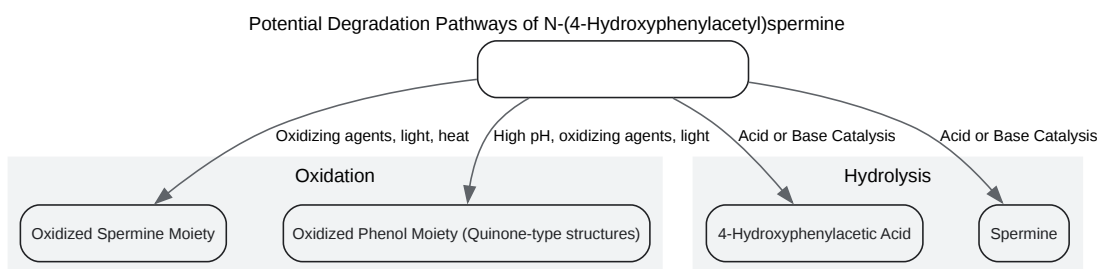 Potential Degradation Pathways of N-(4-Hydroxyphenylacetyl)spermine
Oxidizing agents, light, heat
High pH, oxidizing agents, light
Acid or Base Catalysis
Acid or Base Catalysis
Oxidation
Hydrolysis
Oxidized Spermine Moiety
Oxidized Phenol Moiety (Quinone-type structures)
4-Hydroxyphenylacetic Acid
Spermine